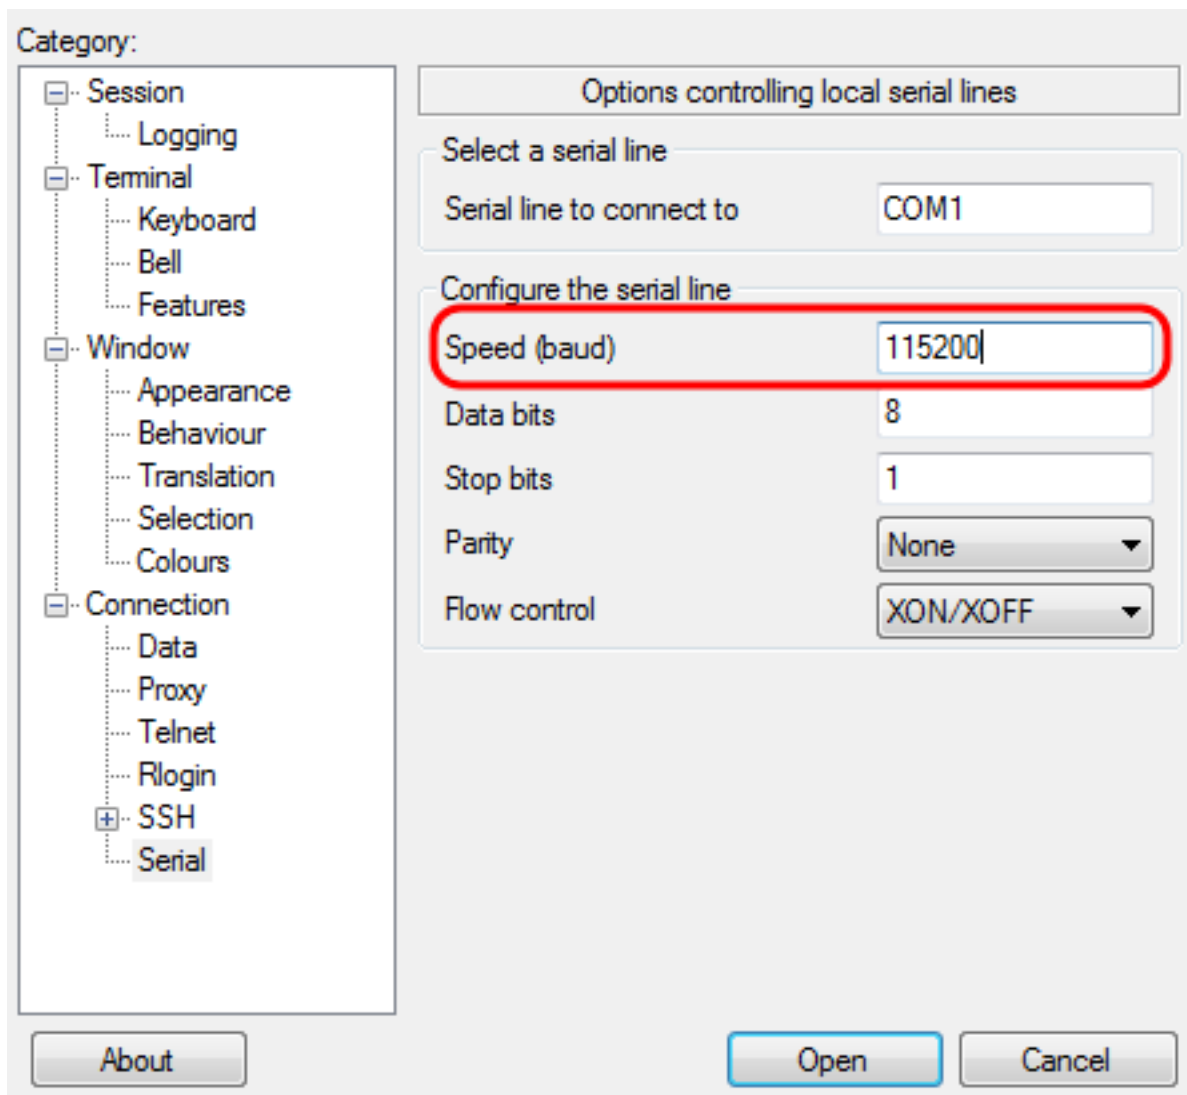 Category:
Session
Logging
Terminal
Keyboard
Bell
Features
Window
Appearance
Behaviour
Translation
Selection
Colours
Connection
Data
Proxy
Telnet
Rlogin
SSH
Serial
Options controlling local serial lines
Select a serial line
Serial line to connect to COM1
Configure the serial line
Speed (baud) 115200
Data bits 8
Stop bits 1
Parity None
Flow control XON/XOFF
About Open Cancel